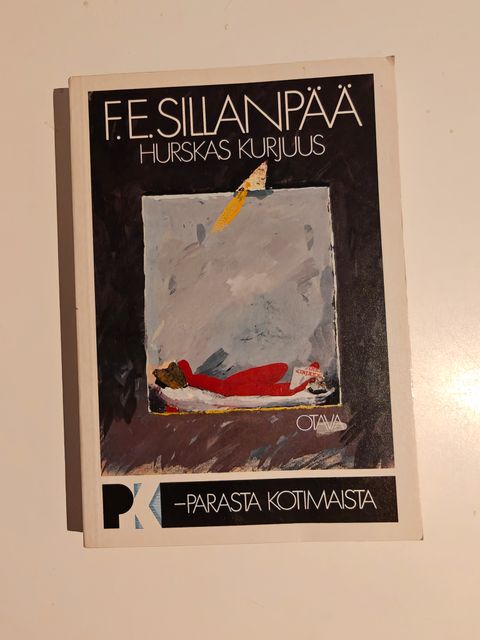 F.E. SILLANPÄÄ
HURSKAS KURJUUS
OTAVA
PK
–PARASTA KOTIMAISTA